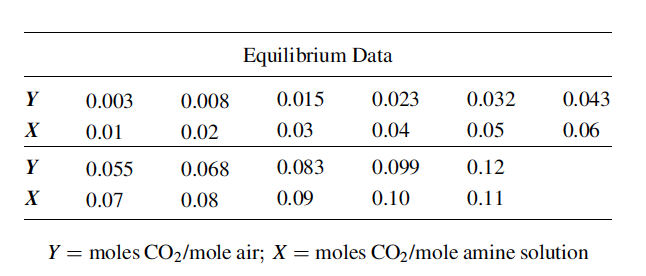 Equilibrium Data
Y 0.003 0.008 0.015 0.023 0.032 0.043
X 0.01 0.02 0.03 0.04 0.05 0.06
Y 0.055 0.068 0.083 0.099 0.12
X 0.07 0.08 0.09 0.10 0.11
Y = moles CO₂/mole air; X = moles CO₂/mole amine solution